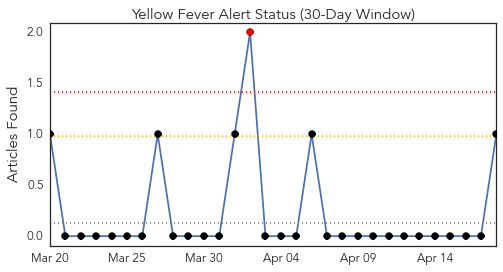 Yellow Fever Alert Status (30-Day Window)
Articles Found
2.0
1.5
1.0
0.5
0.0
Mar 20 Mar 25 Mar 30 Apr 04 Apr 09 Apr 14